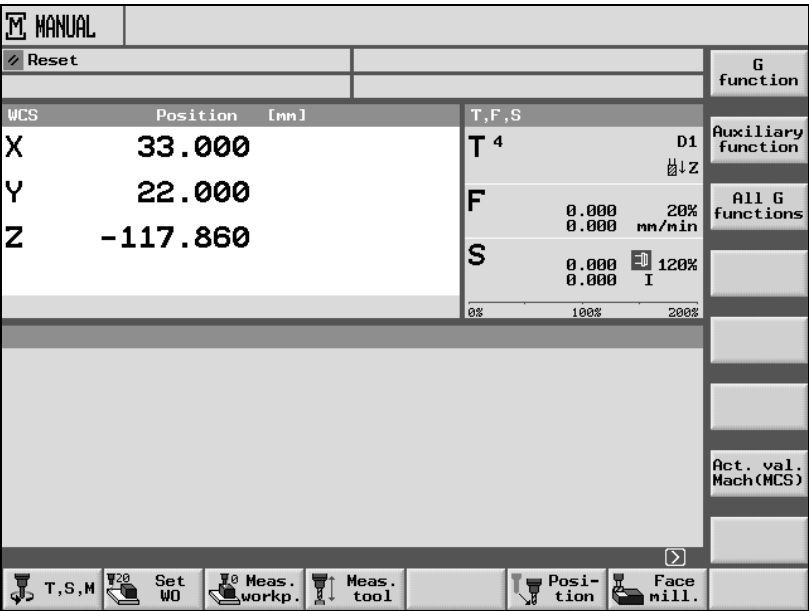 M MANUAL
Reset
WCS Position [mm]
X 33.000
Y 22.000
Z -117.860
T,F,S
T 4 D1
Z
F 0.000 20%
0.000 mm/min
S 0.000 120%
0.000 I
0% 100% 200%
G
function
Auxiliary
function
All G
functions
Act. val.
Mach(MCS)
T,S,M
20 Set
WO
0 Meas.
workp.
Meas.
tool
Posi-
tion
Face
mill.